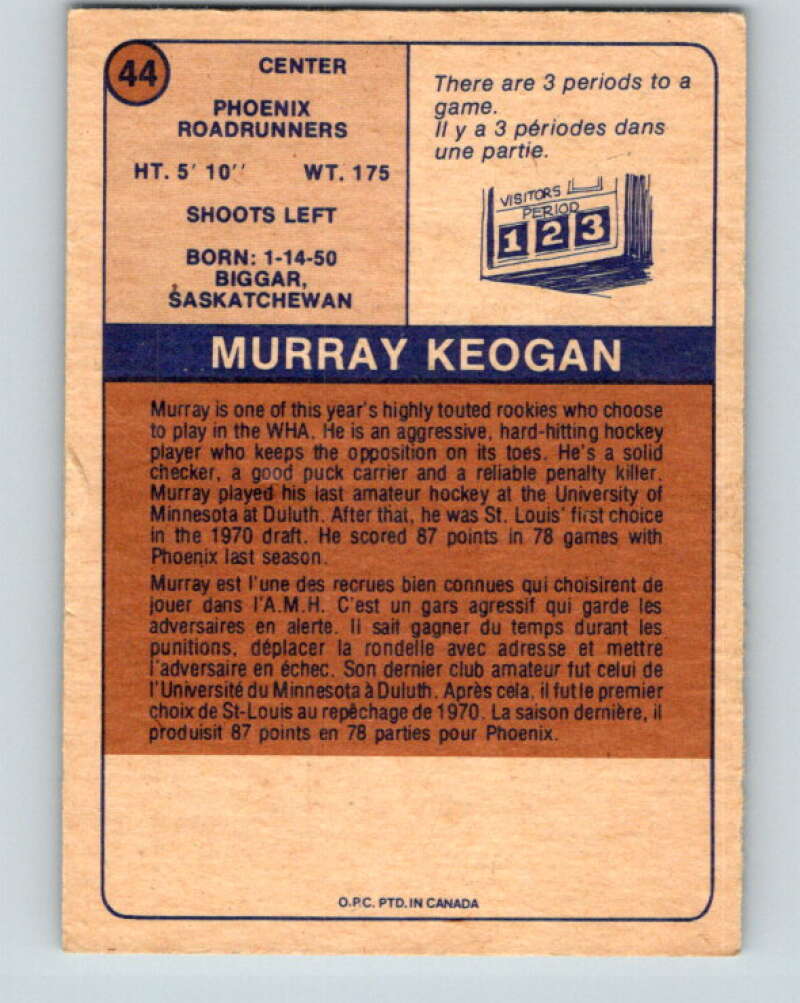 44
CENTER
PHOENIX
ROADRUNNERS
HT. 5' 10'' WT. 175
SHOOTS LEFT
BORN: 1-14-50
BIGGAR,
SASKATCHEWAN
There are 3 periods to a
game.
Il y a 3 périodes dans
une partie.
VISITORS
PERIOD
1 2 3
MURRAY KEOGAN
Murray is one of this year's highly touted rookies who choose
to play in the WHA. He is an aggressive, hard-hitting hockey
player who keeps the opposition on its toes. He's a solid
checker, a good puck carrier and a reliable penalty killer.
Murray played his last amateur hockey at the University of
Minnesota at Duluth. After that, he was St. Louis' first choice
in the 1970 draft. He scored 87 points in 78 games with
Phoenix last season.
Murray est l'une des recrues bien connues qui choisirent de
jouer dans l'A.M.H. C'est un gars agressif qui garde les
adversaires en alerte. Il sait gagner du temps durant les
punitions, déplacer la rondelle avec adresse et mettre
l'adversaire en échec. Son dernier club amateur fut celui de
l'Université du Minnesota à Duluth. Après cela, il fut le premier
choix de St-Louis au repêchage de 1970. La saison dernière, il
produisit 87 points en 78 parties pour Phoenix.
O.P.C. PTD. IN CANADA